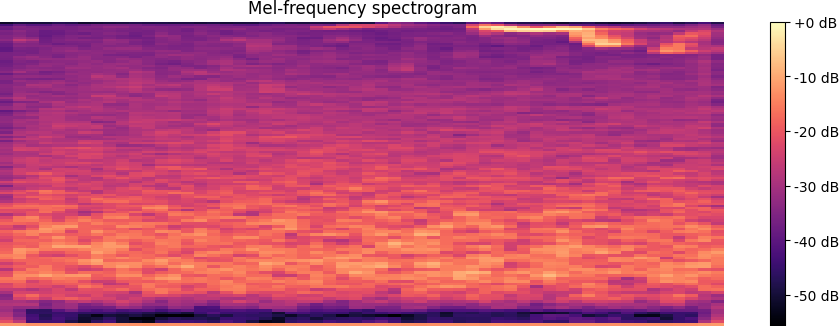 Mel-frequency spectrogram
+0 dB
-10 dB
-20 dB
-30 dB
-40 dB
-50 dB